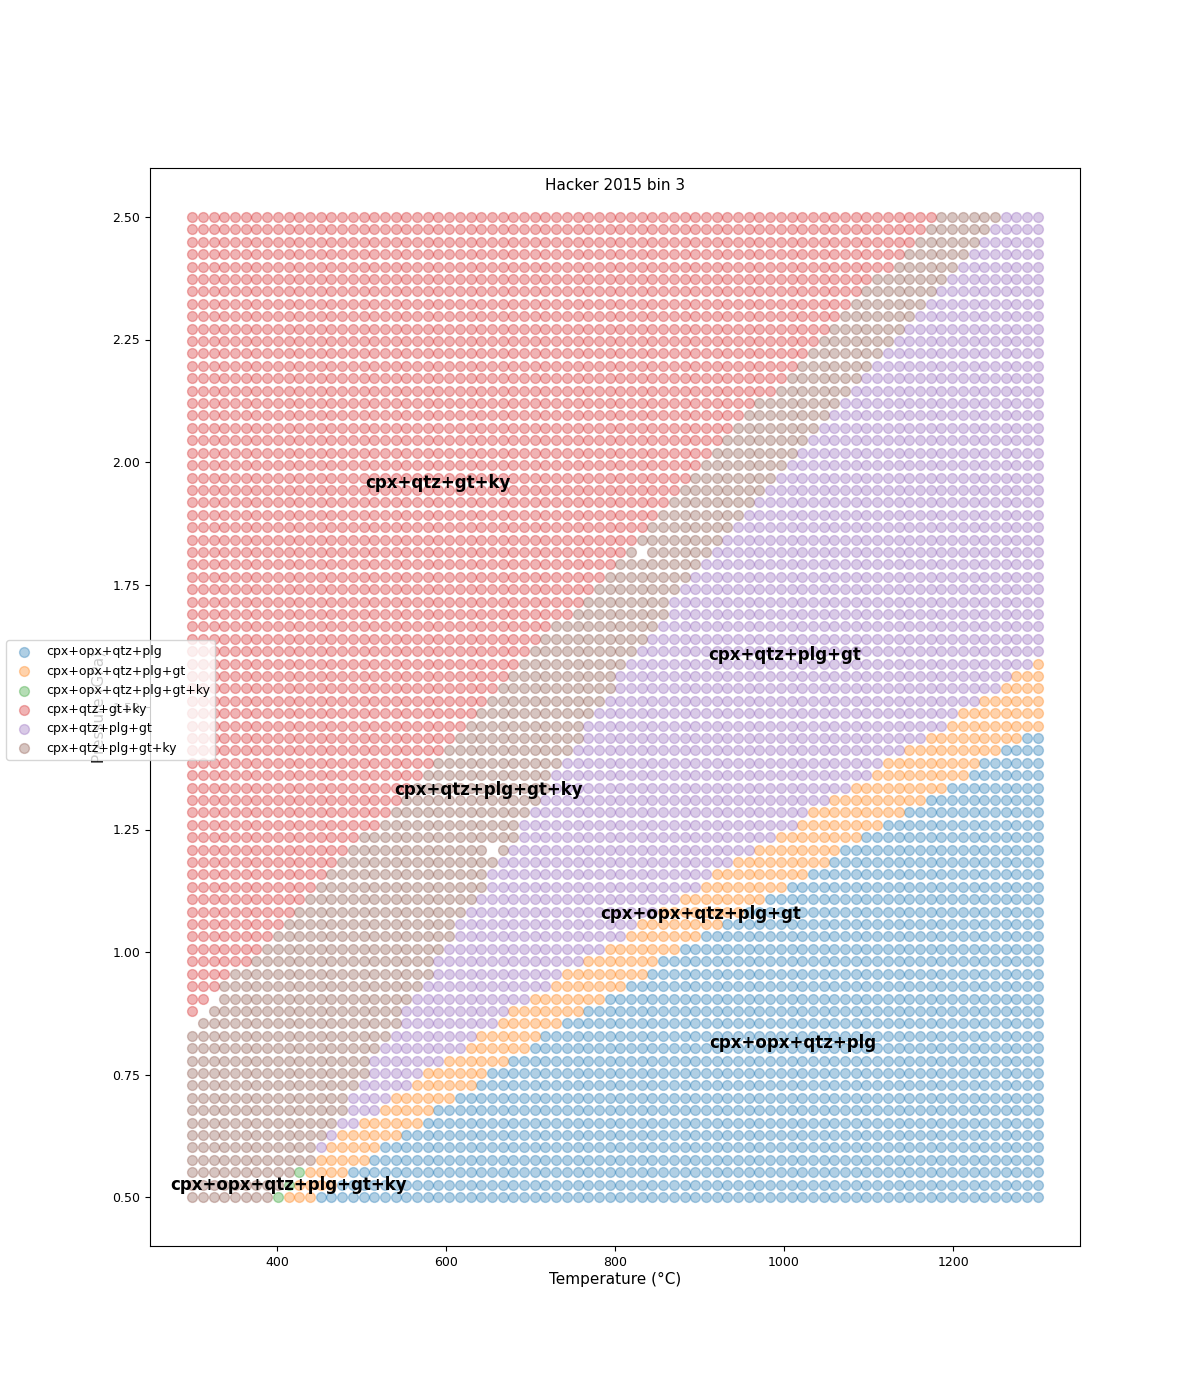 Hacker 2015 bin 3
2.50
2.25
2.00
cpx+qtz+gt+ky
1.75
cpx+qtz+plg+gt
cpx+opx+qtz+plg
cpx+opx+qtz+plg+gt
cpx+opx+qtz+plg+gt+ky
cpx+qtz+gt+ky
cpx+qtz+plg+gt
cpx+qtz+plg+gt+ky
cpx+qtz+plg+gt+ky
1.25
cpx+opx+qtz+plg+gt
1.00
cpx+opx+qtz+plg
0.75
cpx+opx+qtz+plg+gt+ky
0.50
400 600 800 1000 1200
Temperature (°C)